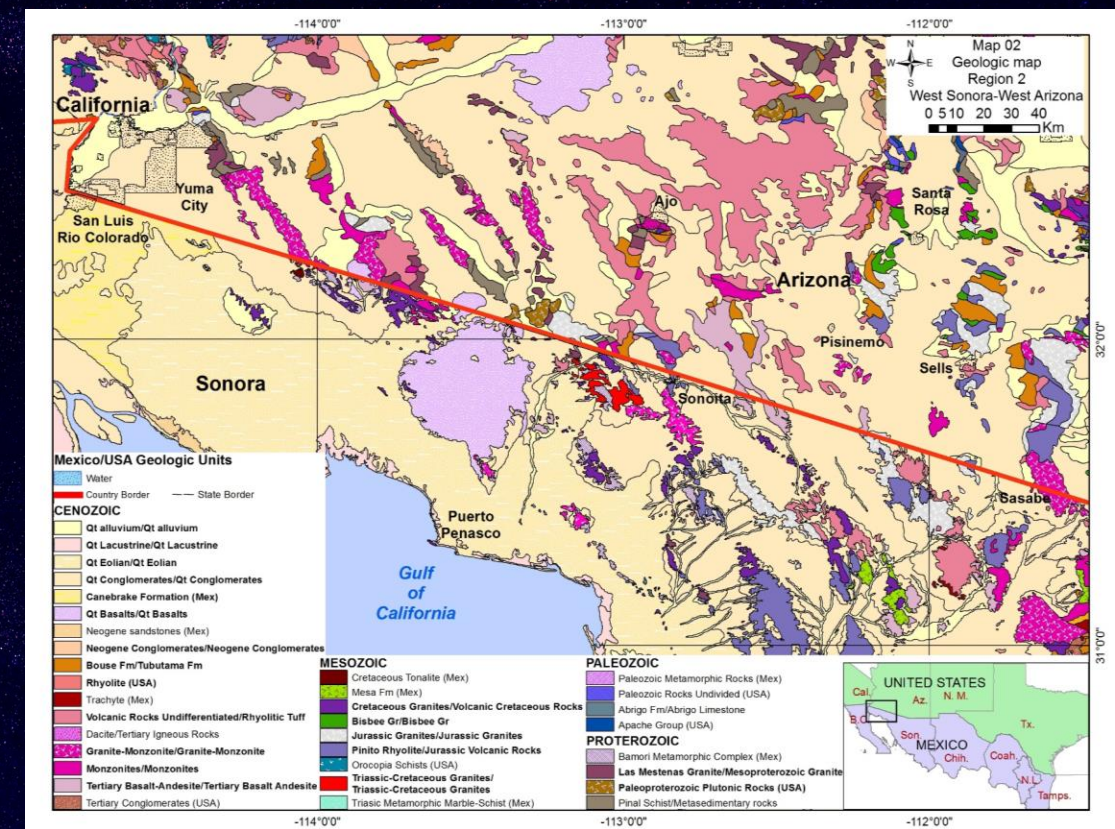 -114°0'0"
-113°0'0"
-112°0'0"
N
W E
S
Map 02
Geologic map
Region 2
West Sonora-West Arizona
0 5 10 20 30 40
Km
California
Yuma
City
San Luis
Rio Colorado
Ajo
Santa
Rosa
Arizona
Pisinemo
Sells
32°0'0"
Sonora
Sonoita
Sasabe
Puerto
Penasco
Gulf
of
California
31°0'0"
Mexico/USA Geologic Units
Water
Country Border
State Border
CENOZOIC
Qt alluvium/Qt alluvium
Qt Lacustrine/Qt Lacustrine
Qt Eolian/Qt Eolian
Qt Conglomerates/Qt Conglomerates
Canebrake Formation (Mex)
Qt Basalts/Qt Basalts
Neogene sandstones (Mex)
Neogene Conglomerates/Neogene Conglomerates
Bouse Fm/Tubutama Fm
Rhyolite (USA)
Trachyte (Mex)
Volcanic Rocks Undifferentiated/Rhyolitic Tuff
Dacite/Tertiary Igneous Rocks
Granite-Monzonite/Granite-Monzonite
Monzonites/Monzonites
Tertiary Basalt-Andesite/Tertiary Basalt Andesite
Tertiary Conglomerates (USA)
MESOZOIC
Cretaceous Tonalite (Mex)
Mesa Fm (Mex)
Cretaceous Granites/Volcanic Cretaceous Rocks
Bisbee Gr/Bisbee Gr
Jurassic Granites/Jurassic Granites
Pinito Rhyolite/Jurassic Volcanic Rocks
Orocopia Schists (USA)
Triassic-Cretaceous Granites/
Triassic-Cretaceous Granites
Triasic Metamorphic Marble-Schist (Mex)
PALEOZOIC
Paleozoic Metamorphic Rocks (Mex)
Paleozoic Rocks Undivided (USA)
Abrigo Fm/Abrigo Limestone
Apache Group (USA)
PROTEROZOIC
Bamori Metamorphic Complex (Mex)
Las Mestenas Granite/Mesoproterozoic Granite
Paleoproterozoic Plutonic Rocks (USA)
Pinal Schist/Metasedimentary rocks
UNITED STATES
Cal.
Az.
N. M.
Tx.
B.C.
Son.
MEXICO
Chih.
Coah.
N.L.
Tamps.
-114°0'0"
-113°0'0"
-112°0'0"